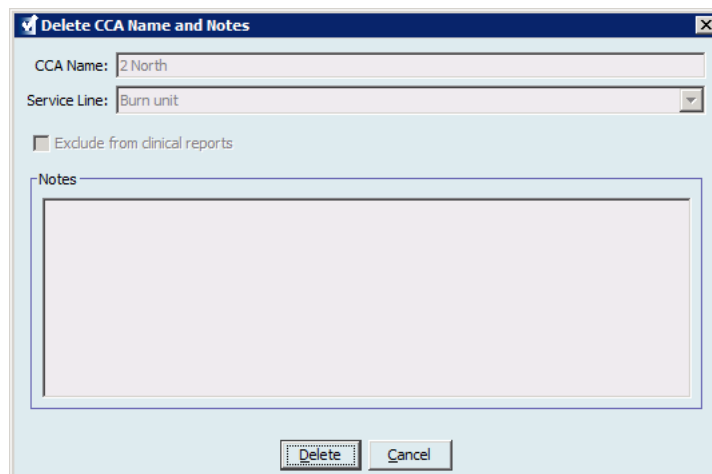 Delete CCA Name and Notes
CCA Name: 2 North
Service Line: Burn unit
Exclude from clinical reports
Notes
Delete Cancel